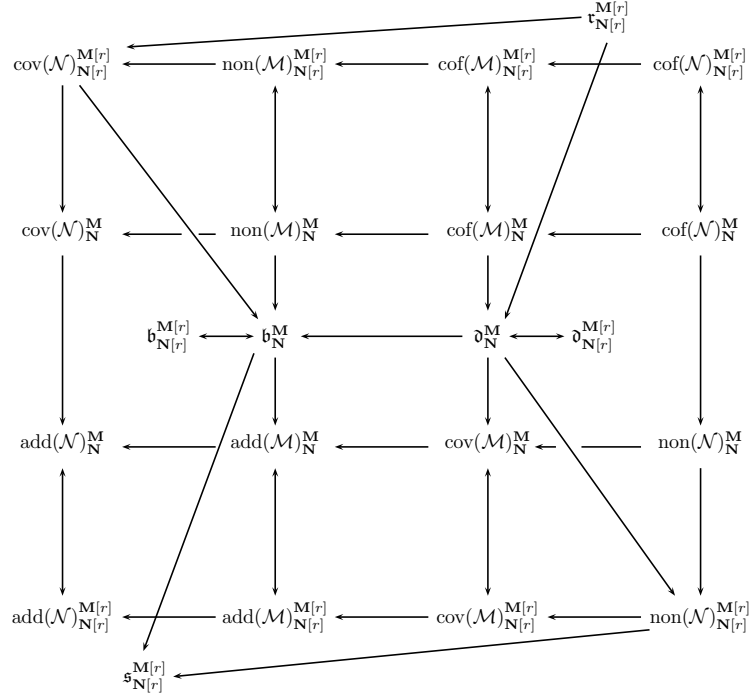 𝔯^{M[r]}_{N[r]}
cov(𝒩)^{M[r]}_{N[r]} non(ℳ)^{M[r]}_{N[r]} cof(ℳ)^{M[r]}_{N[r]} cof(𝒩)^{M[r]}_{N[r]}
cov(𝒩)^M_N non(ℳ)^M_N cof(ℳ)^M_N cof(𝒩)^M_N
𝔟^{M[r]}_{N[r]} 𝔟^M_N 𝔡^M_N 𝔡^{M[r]}_{N[r]}
add(𝒩)^M_N add(ℳ)^M_N cov(ℳ)^M_N non(𝒩)^M_N
add(𝒩)^{M[r]}_{N[r]} add(ℳ)^{M[r]}_{N[r]} cov(ℳ)^{M[r]}_{N[r]} non(𝒩)^{M[r]}_{N[r]}
𝔰^{M[r]}_{N[r]}